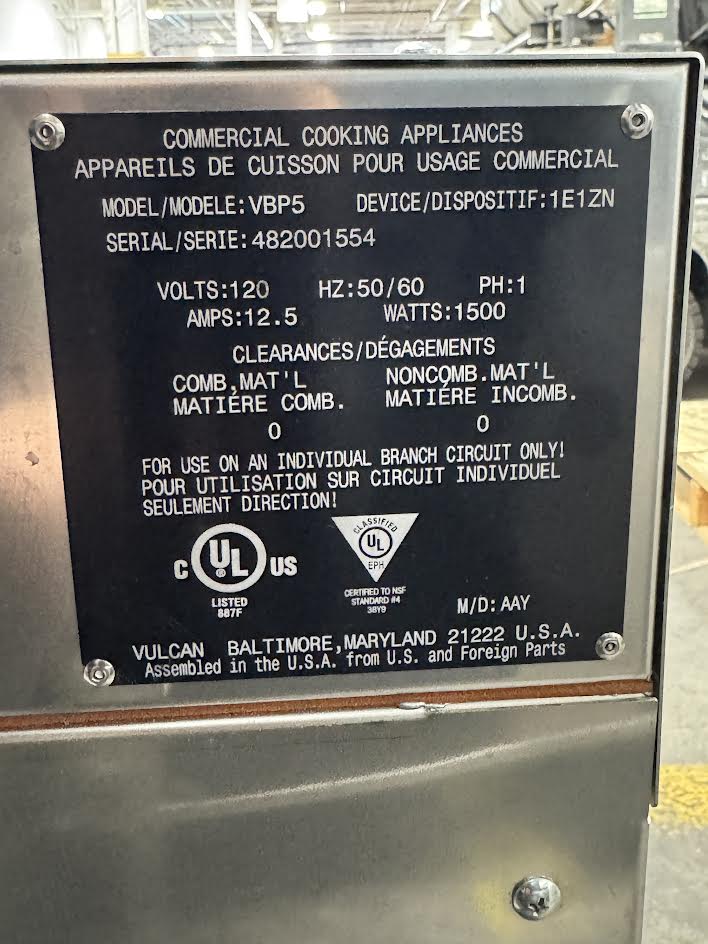 COMMERCIAL COOKING APPLIANCES
APPAREILS DE CUISSON POUR USAGE COMMERCIAL
MODEL/MODELE:VBP5 DEVICE/DISPOSITIF:1E1ZN
SERIAL/SERIE:482001554
VOLTS:120 HZ:50/60 PH:1
AMPS:12.5 WATTS:1500
CLEARANCES/DÉGAGEMENTS
COMB,MAT'L NONCOMB.MAT'L
MATIÉRE COMB. MATIÉRE INCOMB.
0 0
FOR USE ON AN INDIVIDUAL BRANCH CIRCUIT ONLY!
POUR UTILISATION SUR CIRCUIT INDIVIDUEL
SEULEMENT DIRECTION!
C UL ® US
LISTED
887F
CLASSIFIED
UL
EPH
CERTIFIED TO NSF
STANDARD #4
38Y9
M/D:AAY
VULCAN BALTIMORE,MARYLAND 21222 U.S.A.
Assembled in the U.S.A. from U.S. and Foreign Parts